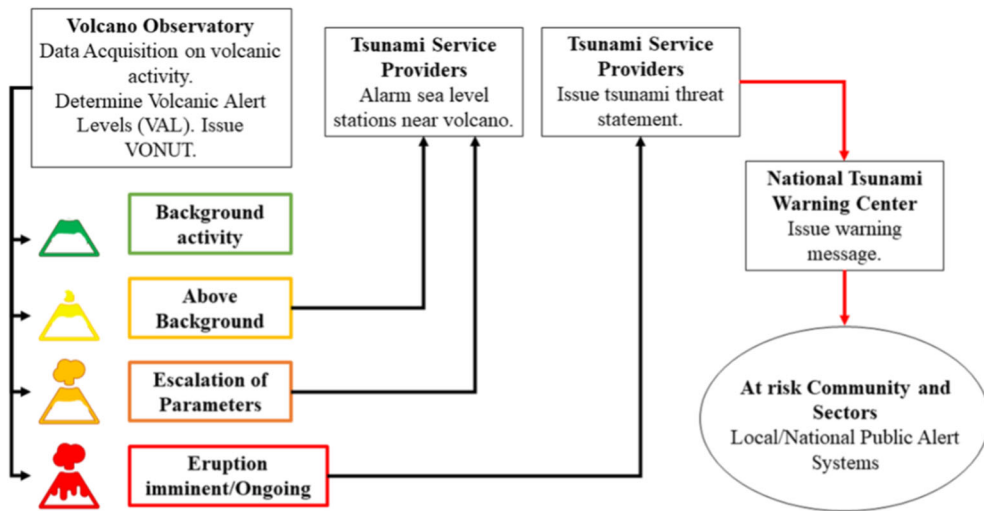 Volcano Observatory
Data Acquisition on volcanic
activity.
Determine Volcanic Alert
Levels (VAL). Issue
VONUT.
Tsunami Service
Providers
Alarm sea level
stations near volcano.
Tsunami Service
Providers
Issue tsunami threat
statement.
National Tsunami
Warning Center
Issue warning
message.
Background
activity
Above
Background
Escalation of
Parameters
Eruption
imminent/Ongoing
At risk Community and
Sectors
Local/National Public Alert
Systems